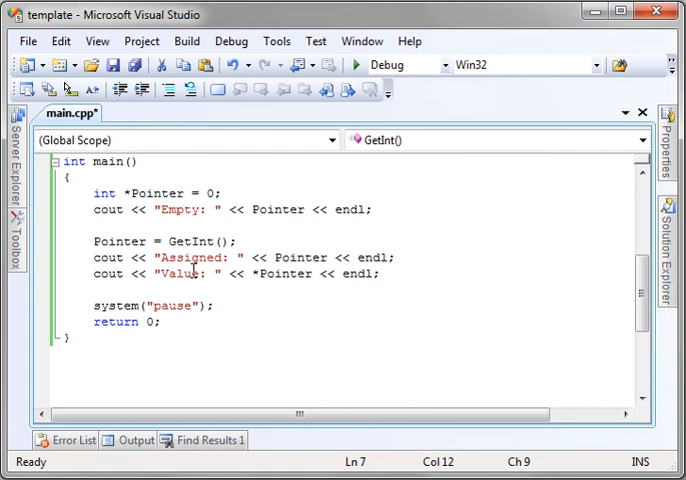 template - Microsoft Visual Studio
File Edit View Project Build Debug Tools Test Window Help
Debug Win32
main.cpp*
(Global Scope) GetInt()
int main()
{
int *Pointer = 0;
cout << "Empty: " << Pointer << endl;
Pointer = GetInt();
cout << "Assigned: " << Pointer << endl;
cout << "Value: " << *Pointer << endl;
system("pause");
return 0;
}
Server Explorer
Toolbox
Properties
Solution Explorer
Error List Output Find Results 1
Ready Ln 7 Col 12 Ch 9 INS